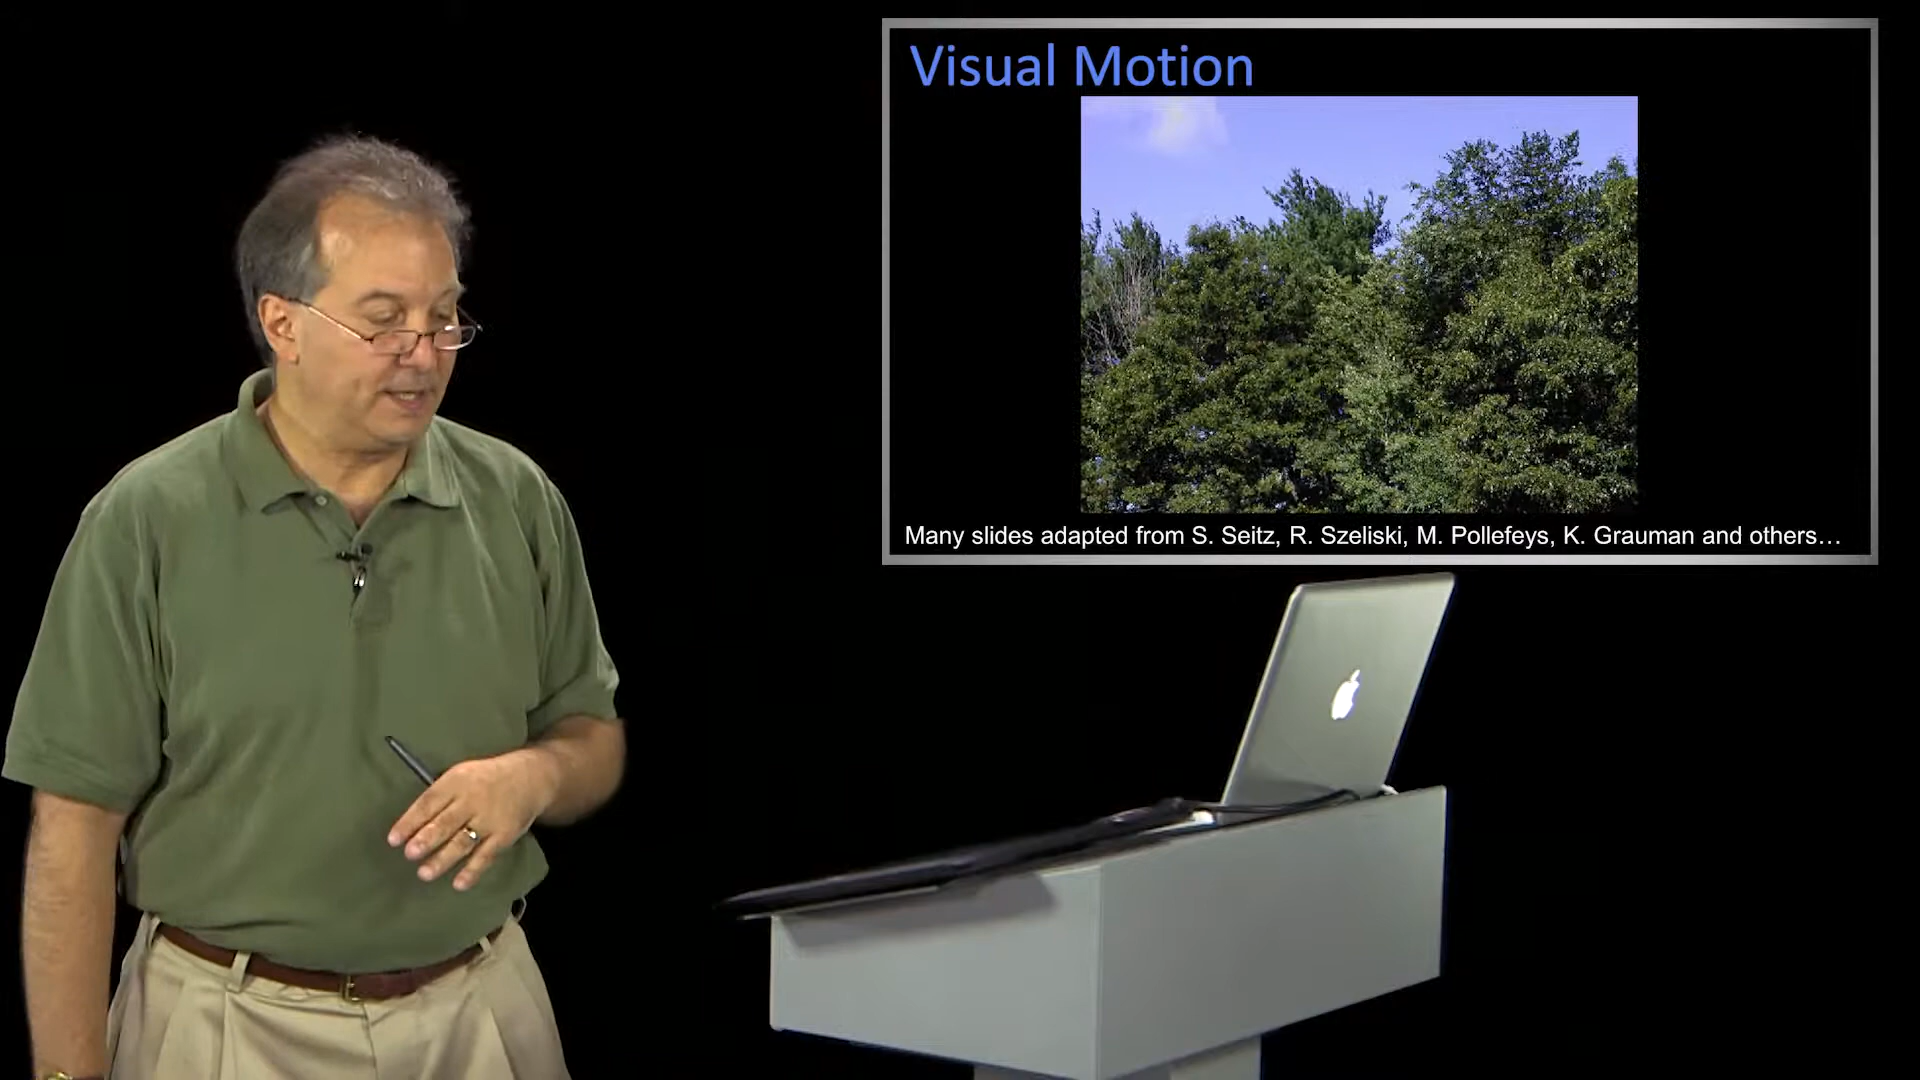 Visual Motion
Many slides adapted from S. Seitz, R. Szeliski, M. Pollefeys, K. Grauman and others…